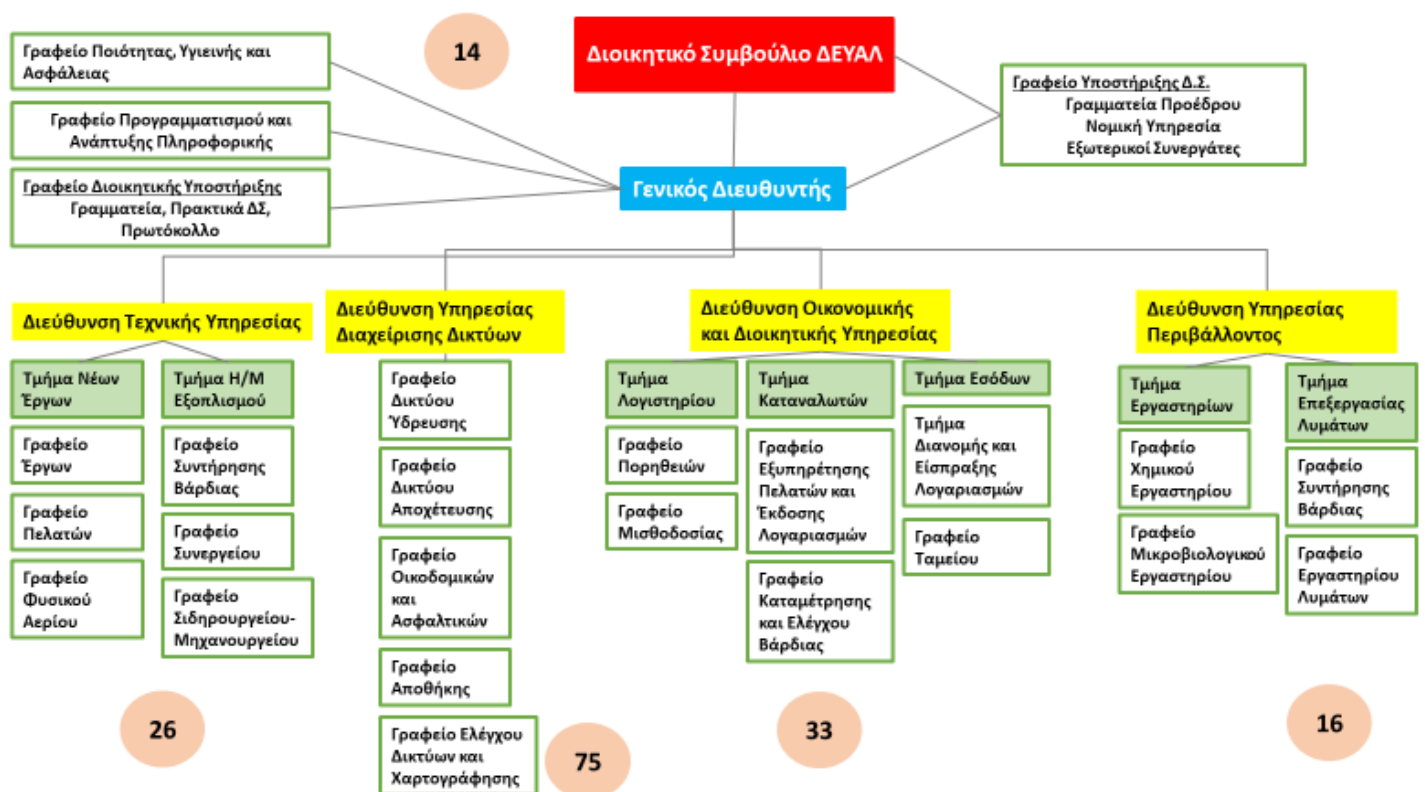 Γραφείο Ποιότητας, Υγιεινής και
Ασφάλειας
14
Διοικητικό Συμβούλιο ΔΕΥΑΛ
Γραφείο Προγραμματισμού και
Ανάπτυξης Πληροφορικής
Γραφείο Υποστήριξης Δ.Σ.
Γραμματεία Προέδρου
Νομική Υπηρεσία
Εξωτερικοί Συνεργάτες
Γραφείο Διοικητικής Υποστήριξης
Γραμματεία, Πρακτικά ΔΣ,
Πρωτόκολλο
Γενικός Διευθυντής
Διεύθυνση Τεχνικής Υπηρεσίας
Τμήμα Νέων
Έργων
Γραφείο
Έργων
Γραφείο
Πελατών
Γραφείο
Φυσικού
Αερίου
Τμήμα Η/Μ
Εξοπλισμού
Γραφείο
Συντήρησης
Βάρδιας
Γραφείο
Συνεργείου
Γραφείο
Σιδηρουργείου-
Μηχανουργείου
26
Διεύθυνση Υπηρεσίας
Διαχείρισης Δικτύων
Γραφείο
Δικτύου
Ύδρευσης
Γραφείο
Δικτύου
Αποχέτευσης
Γραφείο
Οικοδομικών
και
Ασφαλτικών
Γραφείο
Αποθήκης
Γραφείο Ελέγχου
Δικτύων και
Χαρτογράφησης
75
Διεύθυνση Οικονομικής
και Διοικητικής Υπηρεσίας
Τμήμα
Λογιστηρίου
Γραφείο
Πορηθειών
Γραφείο
Μισθοδοσίας
Τμήμα
Καταναλωτών
Γραφείο
Εξυπηρέτησης
Πελατών και
Έκδοσης
Λογαριασμών
Γραφείο
Καταμέτρησης
και Ελέγχου
Βάρδιας
Τμήμα Εσόδων
Τμήμα
Διανομής και
Είσπραξης
Λογαριασμών
Γραφείο
Ταμείου
33
Διεύθυνση Υπηρεσίας
Περιβάλλοντος
Τμήμα
Εργαστηρίων
Γραφείο
Χημικού
Εργαστηρίου
Γραφείο
Μικροβιολογικού
Εργαστηρίου
Τμήμα
Επεξεργασίας
Λυμάτων
Γραφείο
Συντήρησης
Βάρδιας
Γραφείο
Εργαστηρίου
Λυμάτων
16